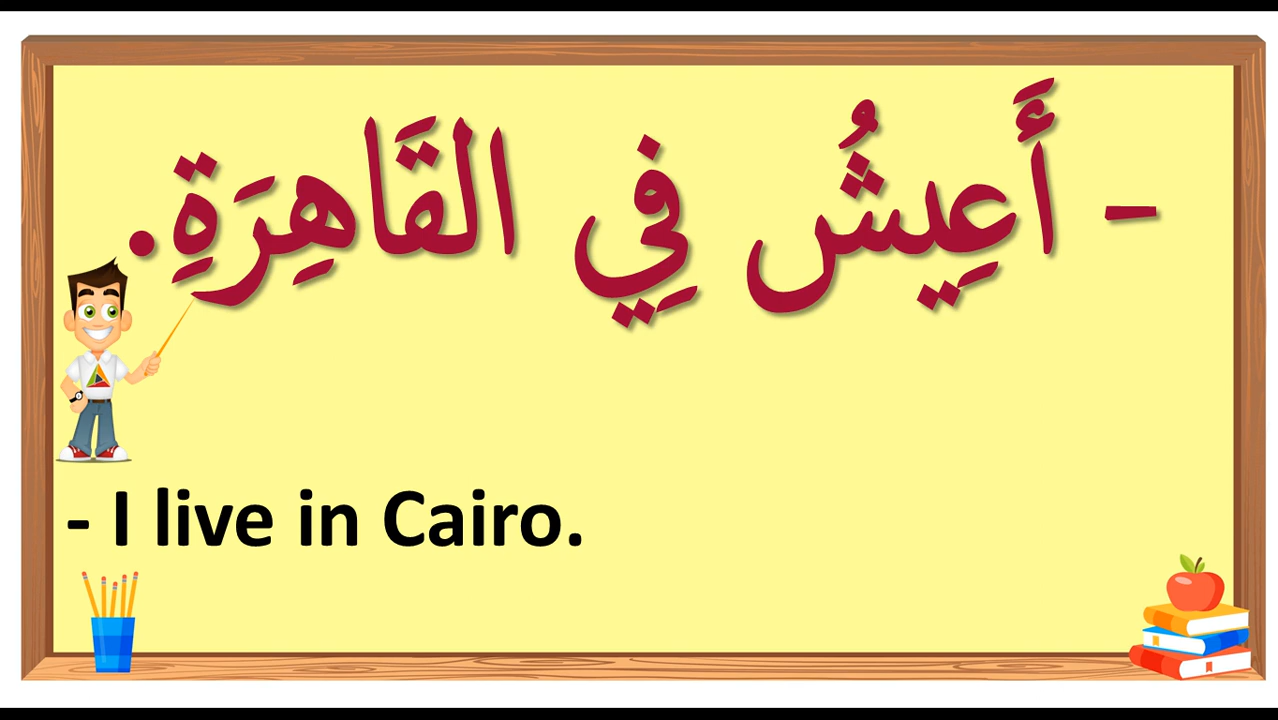 - أَعِيشُ فِي القَاهِرَةِ.
- I live in Cairo.